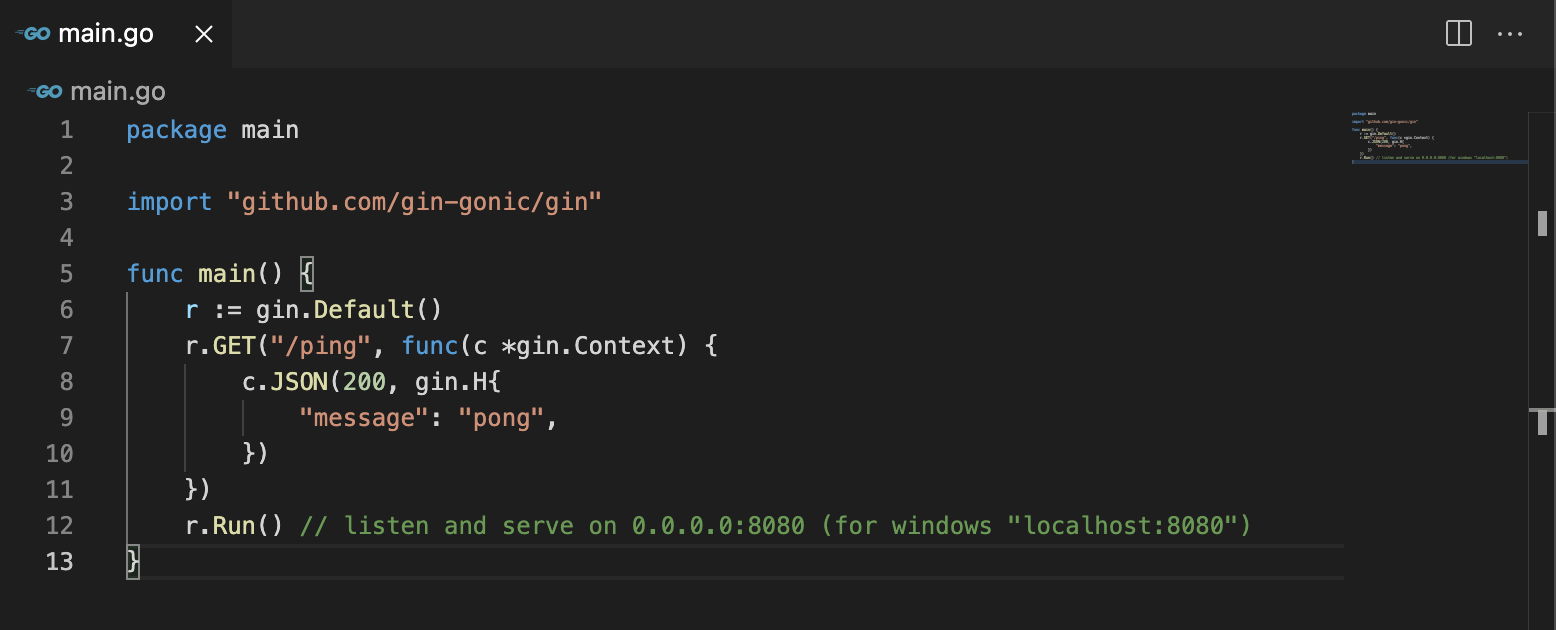 GO main.go
GO main.go
1 package main
2
3 import "github.com/gin-gonic/gin"
4
5 func main() {
6     r := gin.Default()
7     r.GET("/ping", func(c *gin.Context) {
8         c.JSON(200, gin.H{
9             "message": "pong",
10         })
11     })
12     r.Run() // listen and serve on 0.0.0.0:8080 (for windows "localhost:8080")
13 }